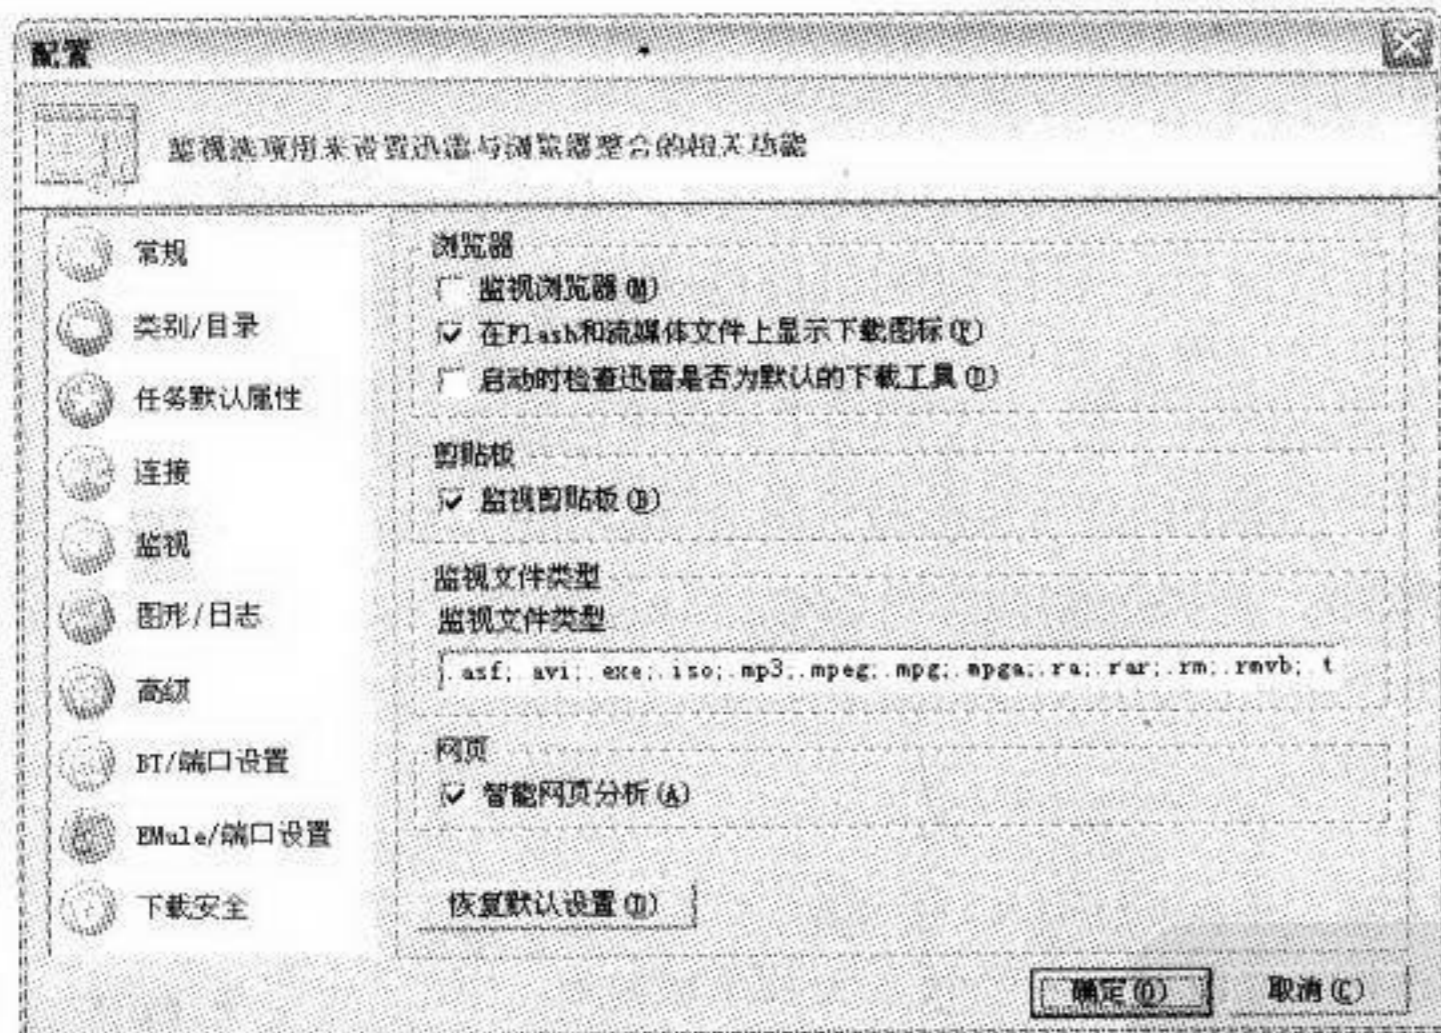 配置
监视选项用来设置迅雷与浏览器整合的相关功能
常规
类别/目录
任务默认属性
连接
监视
图形/日志
高级
BT/端口设置
EMule/端口设置
下载安全
浏览器
监视浏览器(M)
在Flash和流媒体文件上显示下载图标(F)
启动时检查迅雷是否为默认的下载工具(D)
剪贴板
监视剪贴板(B)
监视文件类型
监视文件类型
.asf;.avi;.exe;.iso;.mp3;.mpeg;.mpg;.mpga;.ra;.rar;.rm;.rmvb;.t
网页
智能网页分析(A)
恢复默认设置(D)
确定(O)
取消(C)